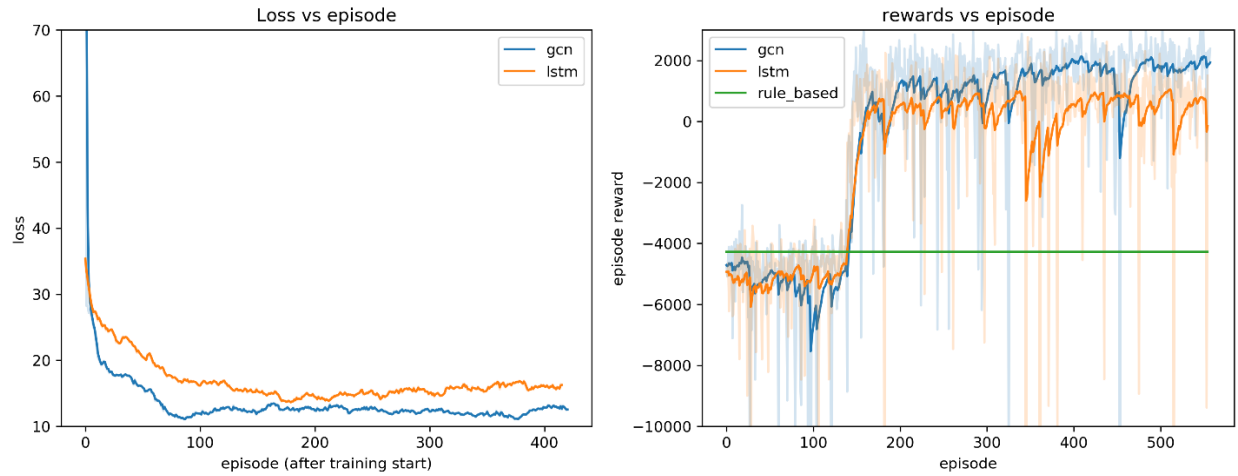 Loss vs episode
70
60
50
40
30
20
10
loss
gcn
lstm
0
100
200
300
400
episode (after training start)
rewards vs episode
2000
0
−2000
−4000
−6000
−8000
−10000
episode reward
gcn
lstm
rule_based
0
100
200
300
400
500
episode